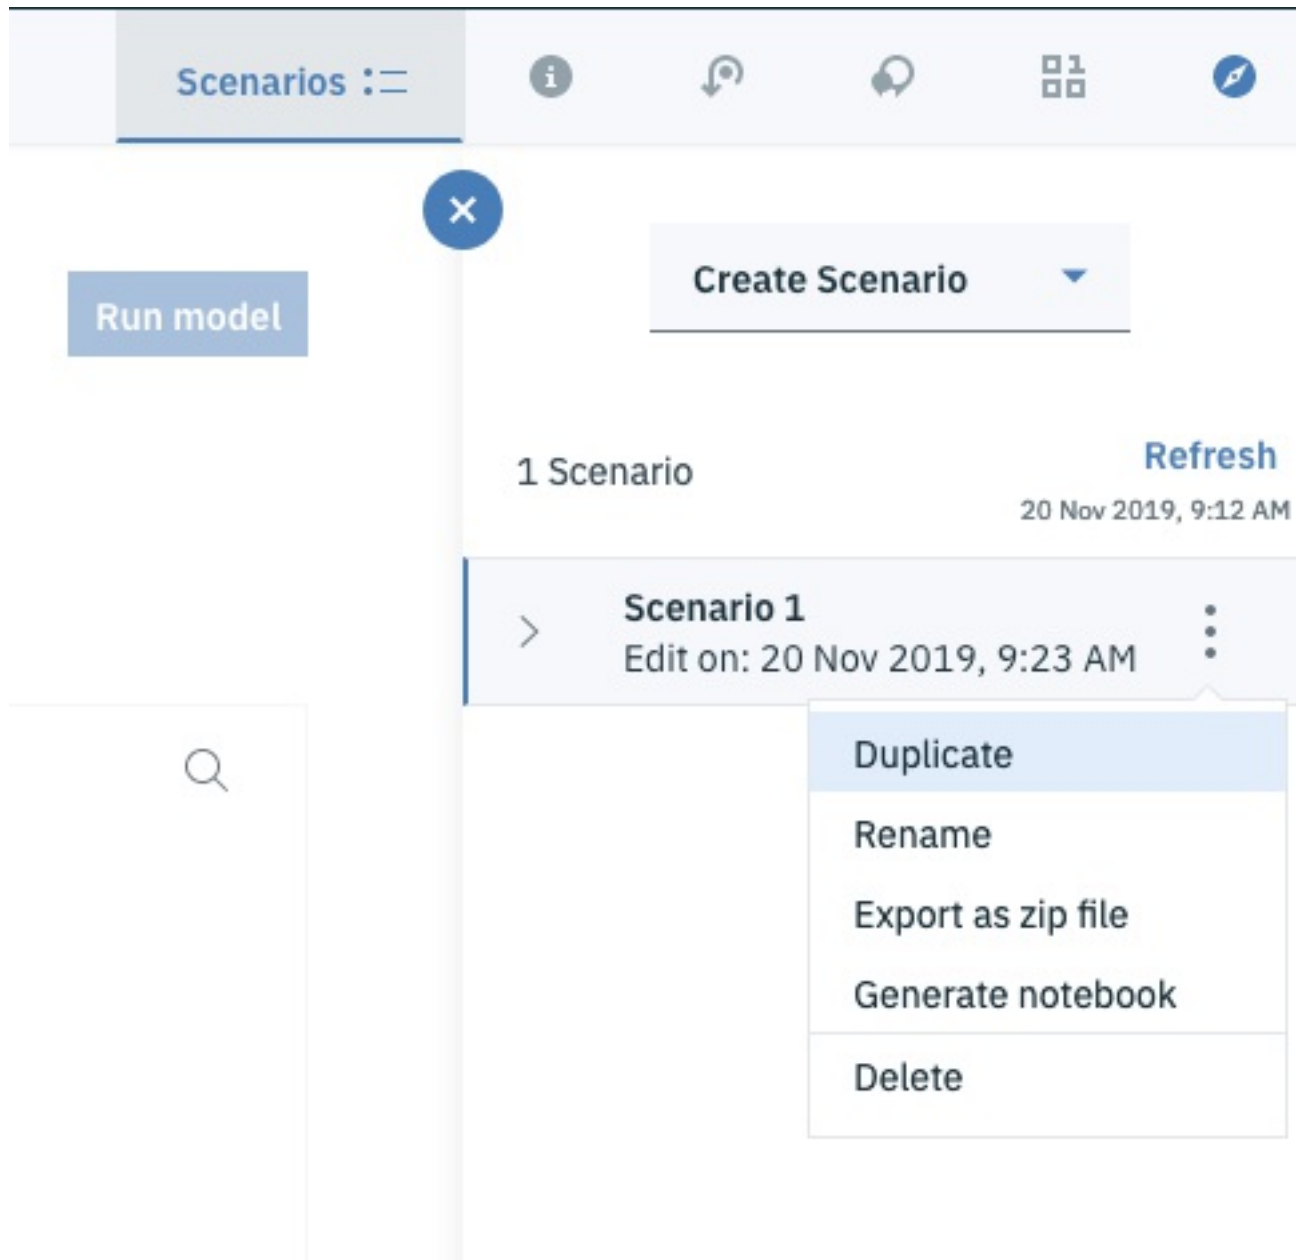 Scenarios
Run model
Create Scenario
1 Scenario
Refresh
20 Nov 2019, 9:12 AM
Scenario 1
Edit on: 20 Nov 2019, 9:23 AM
Duplicate
Rename
Export as zip file
Generate notebook
Delete